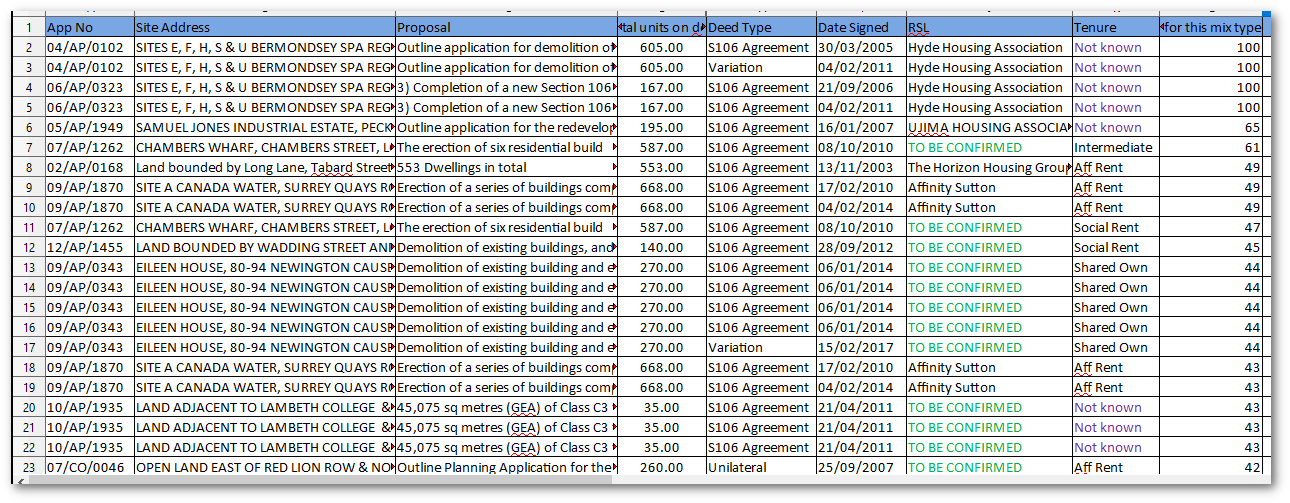 1 App No Site Address Proposal tal units on d Deed Type Date Signed RSL Tenure for this mix type
2 04/AP/0102 SITES E, F, H, S & U BERMONDSEY SPA REG Outline application for demolition of 605.00 S106 Agreement 30/03/2005 Hyde Housing Association Not known 100
3 04/AP/0102 SITES E, F, H, S & U BERMONDSEY SPA REG Outline application for demolition of 605.00 Variation 04/02/2011 Hyde Housing Association Not known 100
4 06/AP/0323 SITES E, F, H, S & U BERMONDSEY SPA REG 3) Completion of a new Section 106 167.00 S106 Agreement 21/09/2006 Hyde Housing Association Not known 100
5 06/AP/0323 SITES E, F, H, S & U BERMONDSEY SPA REG 3) Completion of a new Section 106 167.00 S106 Agreement 04/02/2011 Hyde Housing Association Not known 100
6 05/AP/1949 SAMUEL JONES INDUSTRIAL ESTATE, PECK Outline application for the redevelop 195.00 S106 Agreement 16/01/2007 UJIMA HOUSING ASSOCIA Not known 65
7 07/AP/1262 CHAMBERS WHARF, CHAMBERS STREET, L The erection of six residential build 587.00 S106 Agreement 08/10/2010 TO BE CONFIRMED Intermediate 61
8 02/AP/0168 Land bounded by Long Lane, Tabard Street 553 Dwellings in total 553.00 S106 Agreement 13/11/2003 The Horizon Housing Group Aff Rent 49
9 09/AP/1870 SITE A CANADA WATER, SURREY QUAYS R Erection of a series of buildings com 668.00 S106 Agreement 17/02/2010 Affinity Sutton Aff Rent 49
10 09/AP/1870 SITE A CANADA WATER, SURREY QUAYS R Erection of a series of buildings com 668.00 S106 Agreement 04/02/2014 Affinity Sutton Aff Rent 49
11 07/AP/1262 CHAMBERS WHARF, CHAMBERS STREET, L The erection of six residential build 587.00 S106 Agreement 08/10/2010 TO BE CONFIRMED Social Rent 47
12 12/AP/1455 LAND BOUNDED BY WADDING STREET AN Demolition of existing buildings, and 140.00 S106 Agreement 28/09/2012 TO BE CONFIRMED Social Rent 45
13 09/AP/0343 EILEEN HOUSE, 80-94 NEWINGTON CAUSE Demolition of existing building and e 270.00 S106 Agreement 06/01/2014 TO BE CONFIRMED Shared Own 44
14 09/AP/0343 EILEEN HOUSE, 80-94 NEWINGTON CAUSE Demolition of existing building and e 270.00 S106 Agreement 06/01/2014 TO BE CONFIRMED Shared Own 44
15 09/AP/0343 EILEEN HOUSE, 80-94 NEWINGTON CAUSE Demolition of existing building and e 270.00 S106 Agreement 06/01/2014 TO BE CONFIRMED Shared Own 44
16 09/AP/0343 EILEEN HOUSE, 80-94 NEWINGTON CAUSE Demolition of existing building and e 270.00 S106 Agreement 06/01/2014 TO BE CONFIRMED Shared Own 44
17 09/AP/0343 EILEEN HOUSE, 80-94 NEWINGTON CAUSE Demolition of existing building and e 270.00 Variation 15/02/2017 TO BE CONFIRMED Shared Own 44
18 09/AP/1870 SITE A CANADA WATER, SURREY QUAYS R Erection of a series of buildings com 668.00 S106 Agreement 17/02/2010 Affinity Sutton Aff Rent 43
19 09/AP/1870 SITE A CANADA WATER, SURREY QUAYS R Erection of a series of buildings com 668.00 S106 Agreement 04/02/2014 Affinity Sutton Aff Rent 43
20 10/AP/1935 LAND ADJACENT TO LAMBETH COLLEGE & 45,075 sq metres (GEA) of Class C3 35.00 S106 Agreement 21/04/2011 TO BE CONFIRMED Not known 43
21 10/AP/1935 LAND ADJACENT TO LAMBETH COLLEGE & 45,075 sq metres (GEA) of Class C3 35.00 S106 Agreement 21/04/2011 TO BE CONFIRMED Not known 43
22 10/AP/1935 LAND ADJACENT TO LAMBETH COLLEGE & 45,075 sq metres (GEA) of Class C3 35.00 S106 Agreement 21/04/2011 TO BE CONFIRMED Not known 43
23 07/CO/0046 OPEN LAND EAST OF RED LION ROW & NO Outline Planning Application for the 260.00 Unilateral 25/09/2007 TO BE CONFIRMED Aff Rent 42